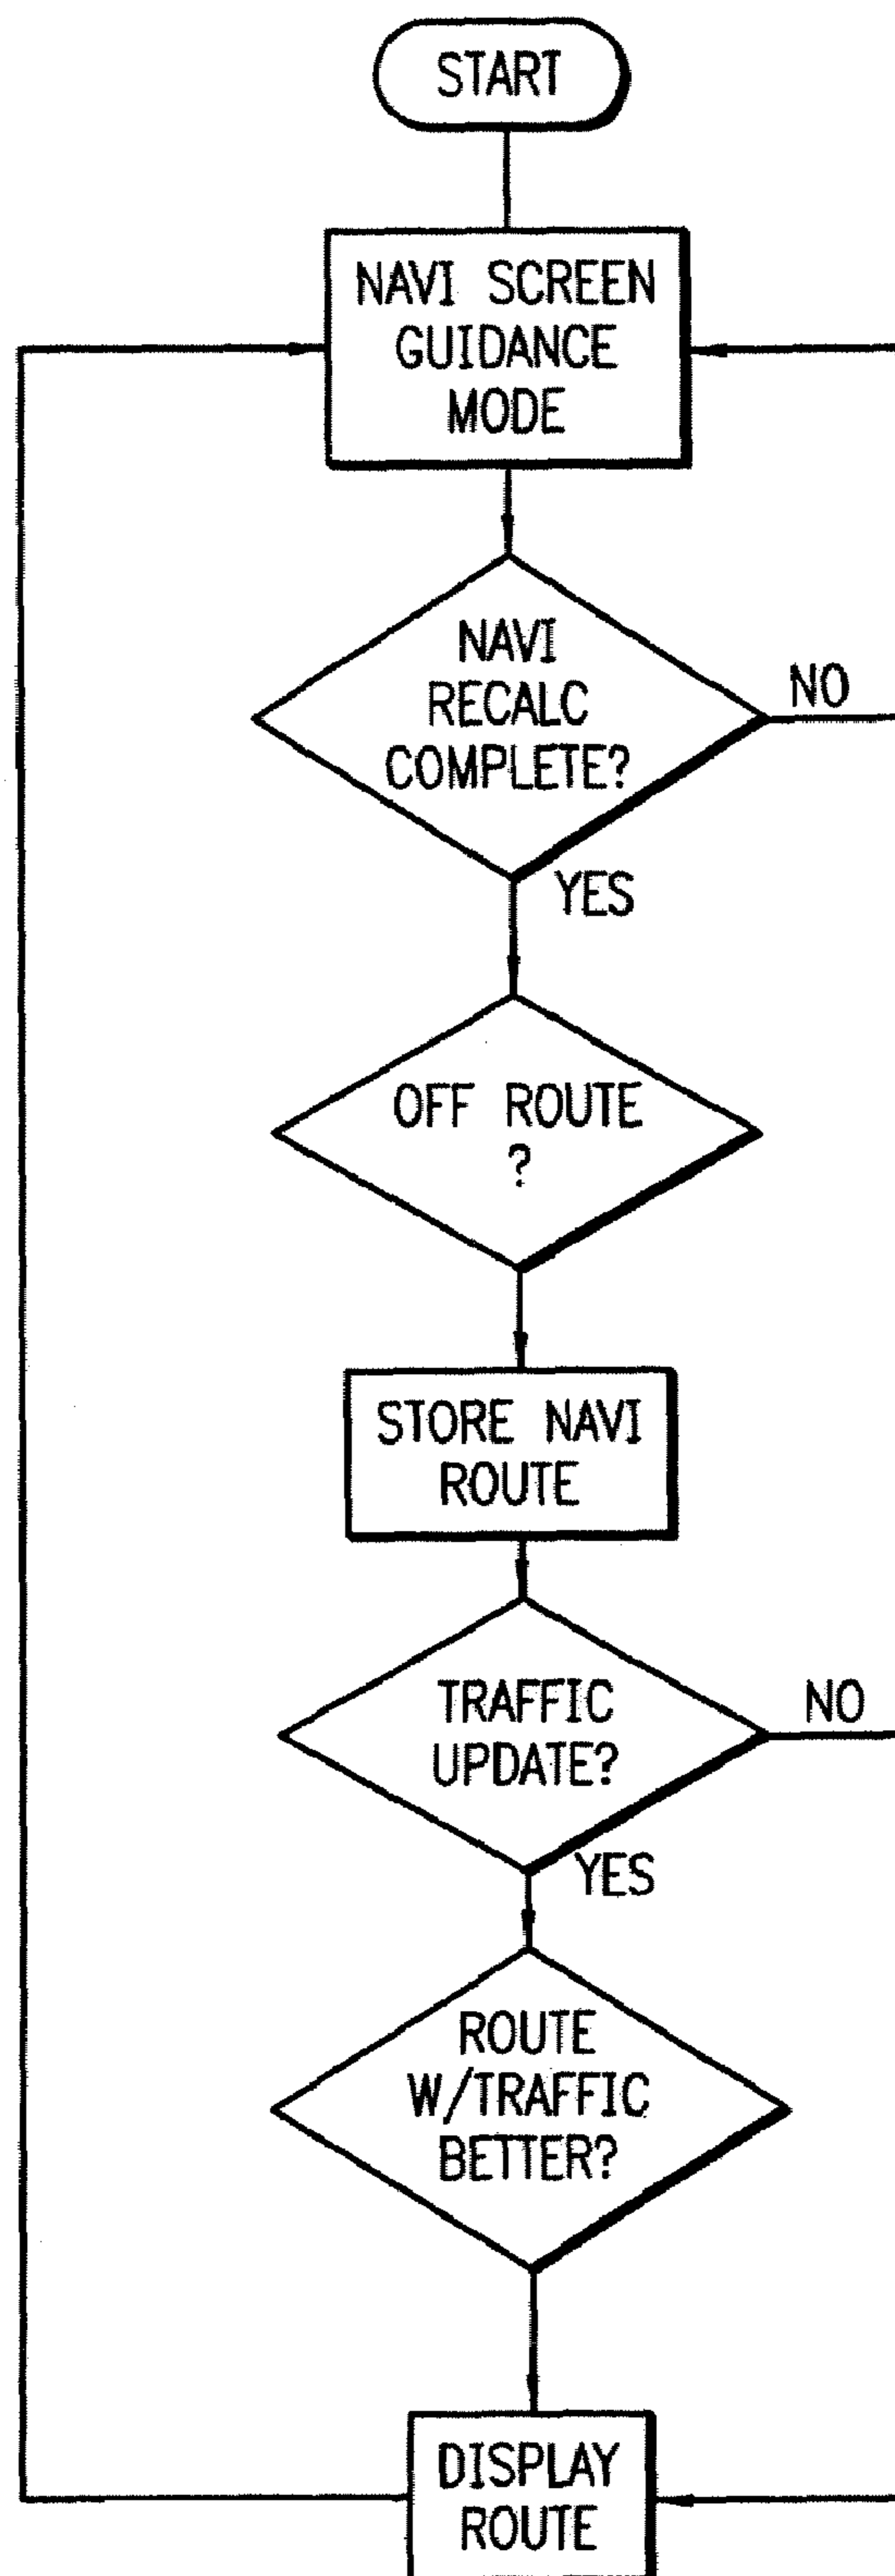 START
NAVI SCREEN
GUIDANCE
MODE
NAVI
RECALC
COMPLETE?
NO
YES
OFF ROUTE
?
STORE NAVI
ROUTE
TRAFFIC
UPDATE?
NO
YES
ROUTE
W/TRAFFIC
BETTER?
DISPLAY
ROUTE